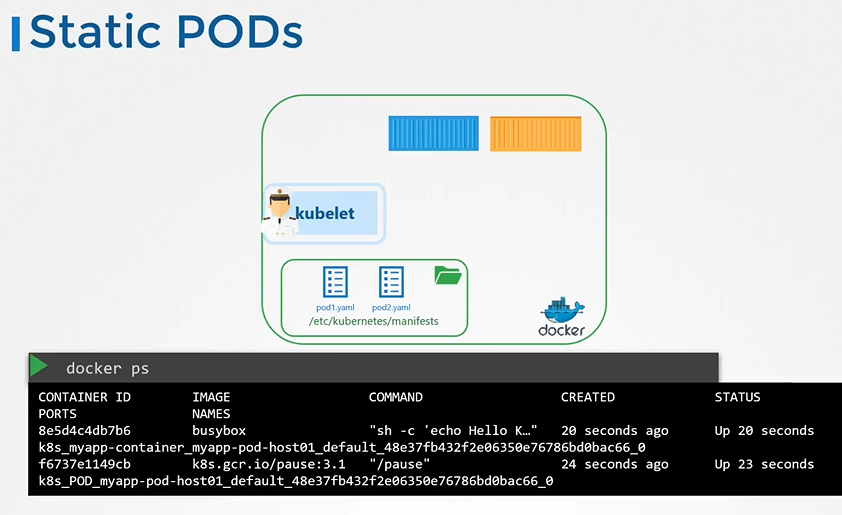 Static PODs
kubelet
pod1.yaml pod2.yaml
/etc/kubernetes/manifests
docker
docker ps
CONTAINER ID IMAGE COMMAND CREATED STATUS
PORTS NAMES
8e5d4c4db7b6 busybox "sh -c 'echo Hello K…" 20 seconds ago Up 20 seconds
k8s_myapp-container_myapp-pod-host01_default_48e37fb432f2e06350e76786bd0bac66_0
f6737e1149cb k8s.gcr.io/pause:3.1 "/pause" 24 seconds ago Up 23 seconds
k8s_POD_myapp-pod-host01_default_48e37fb432f2e06350e76786bd0bac66_0